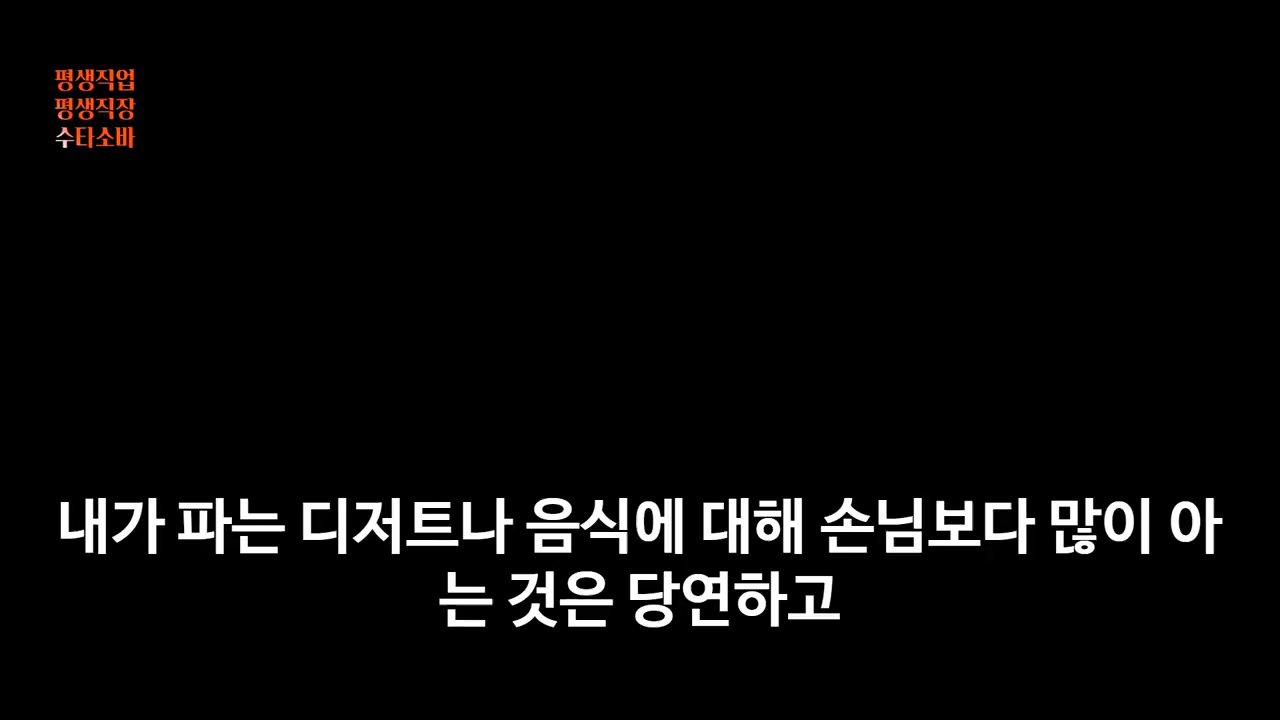 평생직업
평생직장
수타소바
내가 파는 디저트나 음식에 대해 손님보다 많이 아
는 것은 당연하고